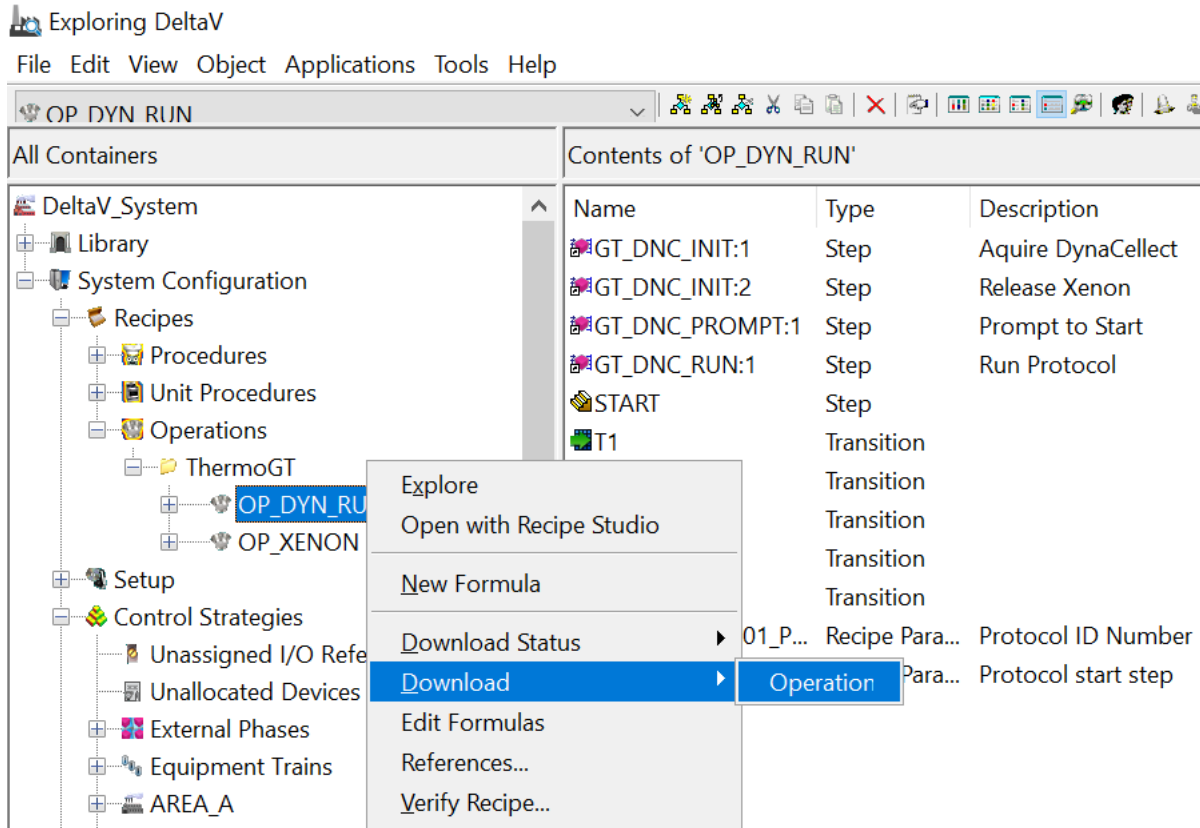 Exploring DeltaV
File Edit View Object Applications Tools Help
OP_DYN_RUN
All Containers
Contents of 'OP_DYN_RUN'
DeltaV_System
Library
System Configuration
Recipes
Procedures
Unit Procedures
Operations
ThermoGT
OP_DYN_RU
OP_XENON
Setup
Control Strategies
Unassigned I/O Refe
Unallocated Devices
External Phases
Equipment Trains
AREA_A
Name Type Description
GT_DNC_INIT:1 Step Aquire DynaCellect
GT_DNC_INIT:2 Step Release Xenon
GT_DNC_PROMPT:1 Step Prompt to Start
GT_DNC_RUN:1 Step Run Protocol
START Step
T1 Transition
Transition
Transition
Transition
Transition
01_P... Recipe Para... Protocol ID Number
Para... Protocol start step
Explore
Open with Recipe Studio
New Formula
Download Status
Download
Operation
Edit Formulas
References...
Verify Recipe...